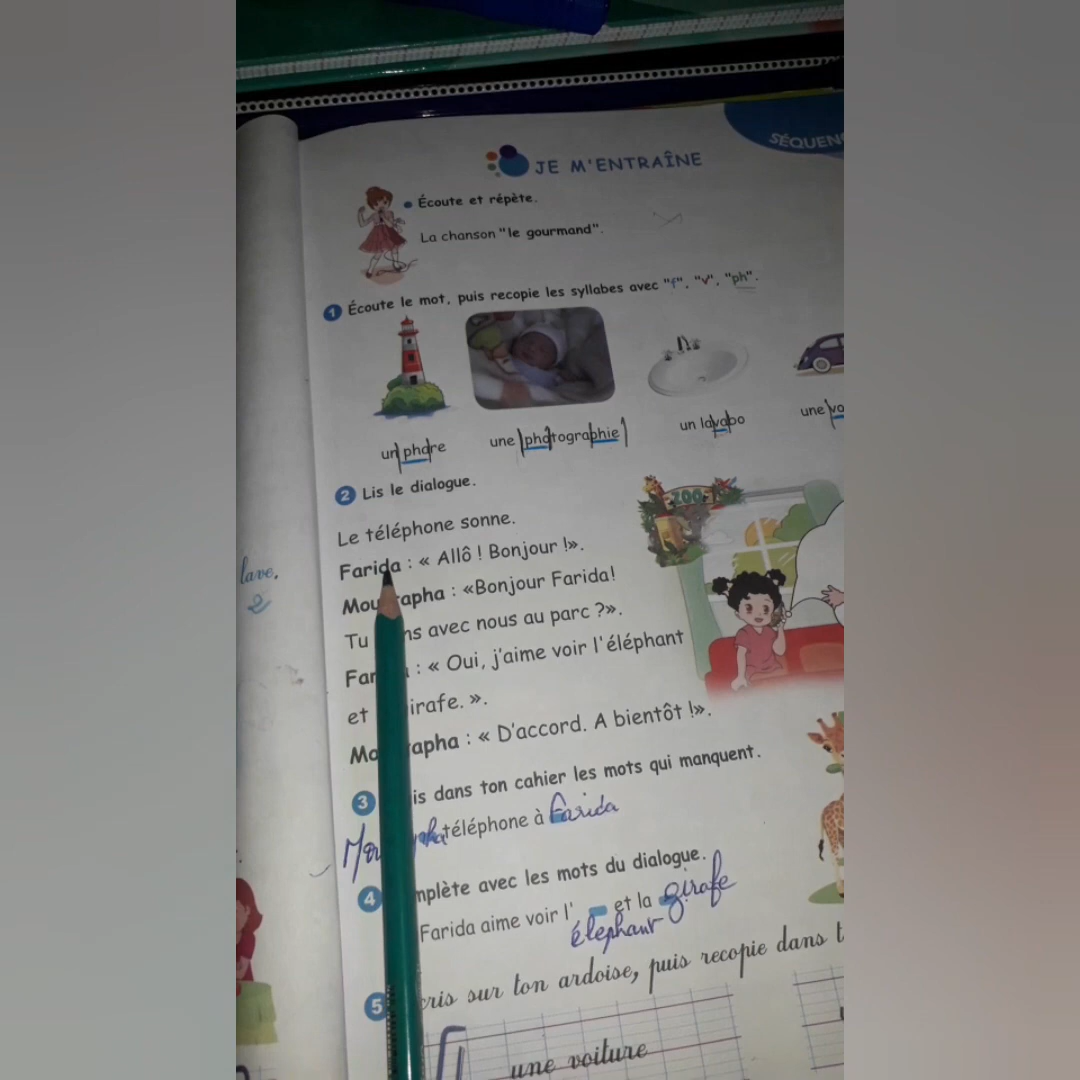 SÉQUEN
JE M'ENTRAÎNE
Écoute et répète.
La chanson "le gourmand".
1 Écoute le mot, puis recopie les syllabes avec "f", "v", "ph".
un phare
une photographie
un lavabo
une vo
2 Lis le dialogue.
ZOO
Le téléphone sonne.
Farida : « Allô ! Bonjour !».
Mou apha : «Bonjour Farida!
Tu ns avec nous au parc ?».
Far : « Oui, j'aime voir l'éléphant
et irafe. ».
Mo apha : « D'accord. A bientôt !».
lave.
2
3 is dans ton cahier les mots qui manquent.
téléphone à Farida
4 mplète avec les mots du dialogue.
Farida aime voir l' et la girafe
éléphant
5 cris sur ton ardoise, puis recopie dans t
une voiture